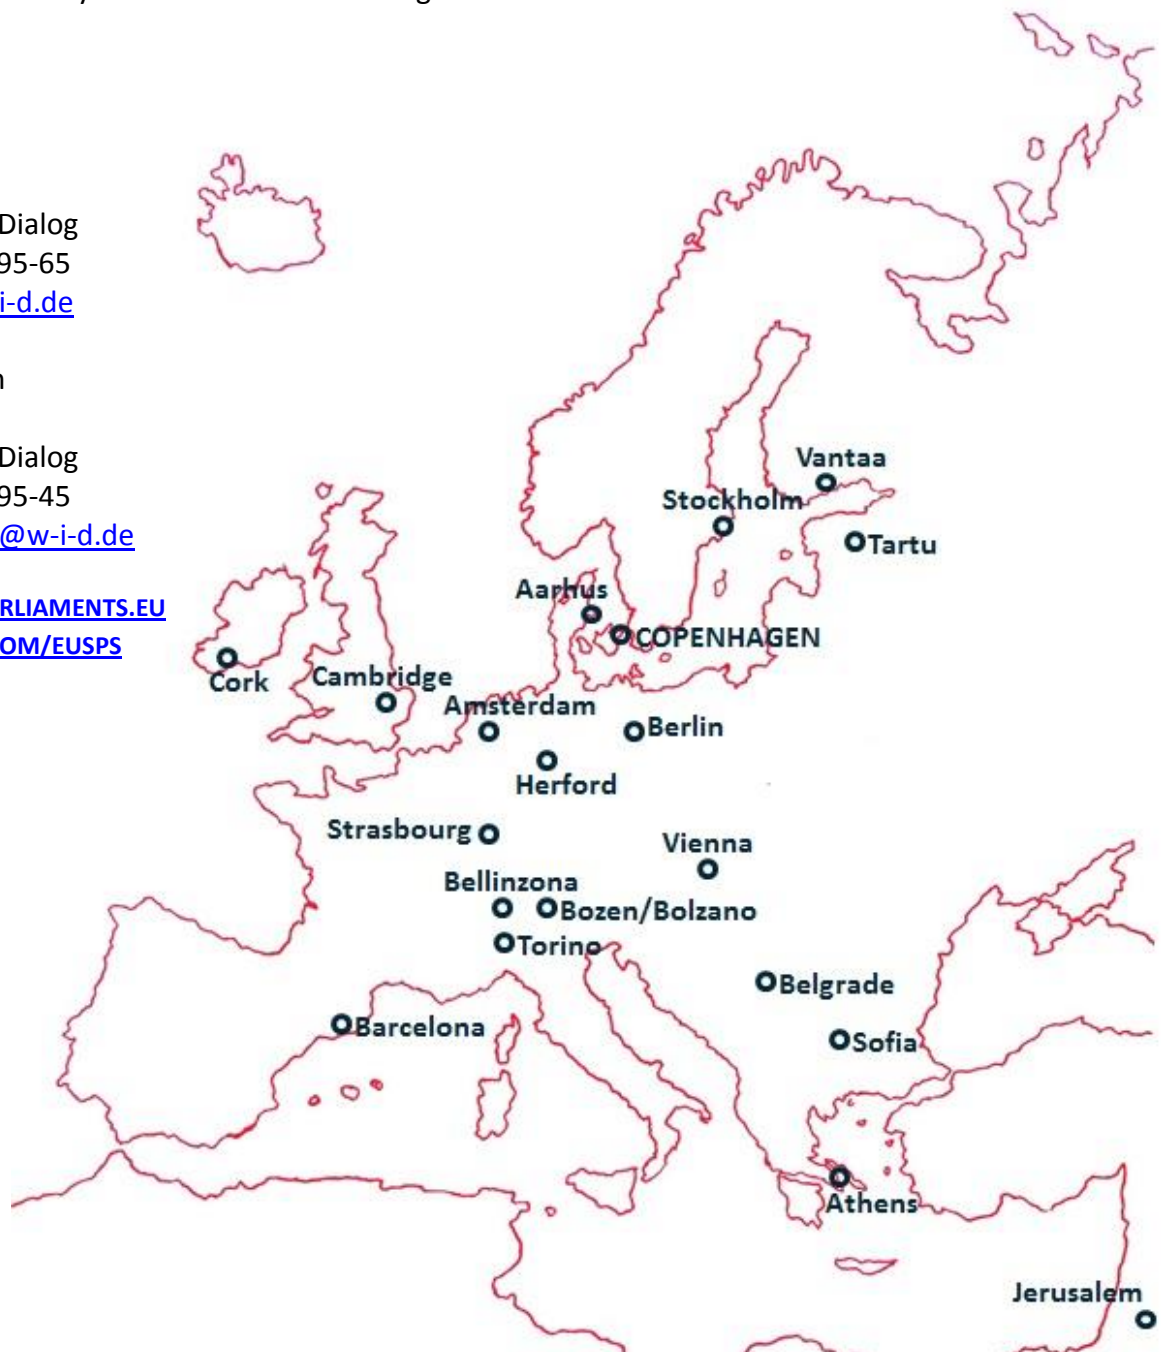 Dialog
95-65
i-d.de
n
Dialog
95-45
@w-i-d.de
RLIAMENTS.EU
OM/EUSPS
Vantaa
Stockholm
Tartu
Aarhus
COPENHAGEN
Cork
Cambridge
Amsterdam
Berlin
Herford
Strasbourg
Vienna
Bellinzona
Bozen/Bolzano
Torino
Belgrade
Barcelona
Sofia
Athens
Jerusalem